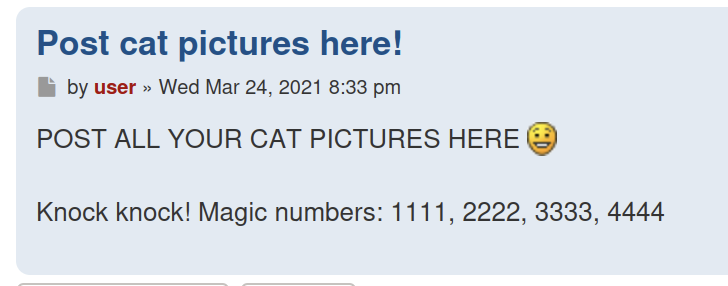 Post cat pictures here!
by user » Wed Mar 24, 2021 8:33 pm
POST ALL YOUR CAT PICTURES HERE
Knock knock! Magic numbers: 1111, 2222, 3333, 4444